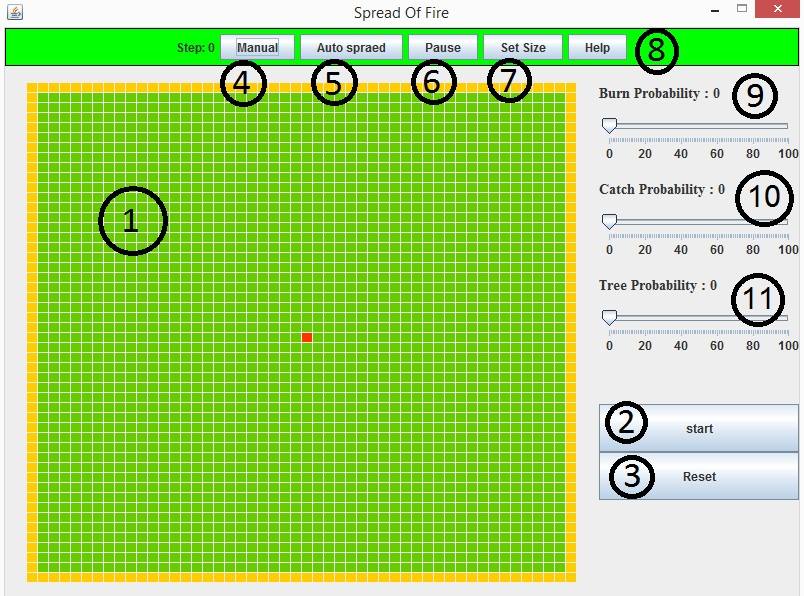 Spread Of Fire
Step: 0 Manual Auto spraed Pause Set Size Help 8
4 5 6 7
Burn Probability : 0 9
0 20 40 60 80 100
1
Catch Probability : 0 10
0 20 40 60 80 100
Tree Probability : 0 11
0 20 40 60 80 100
2 start
3 Reset